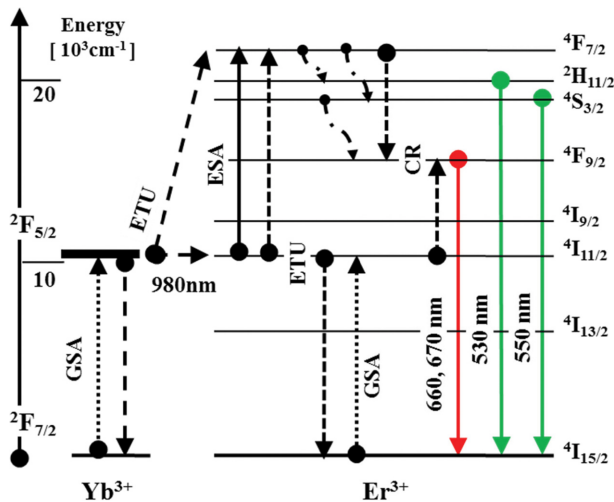 Energy
[ 10³cm⁻¹]
20
10
²F₅/₂
²F₇/₂
ETU
980nm
GSA
Yb³⁺
ESA
ETU
GSA
CR
660, 670 nm
530 nm
550 nm
⁴F₇/₂
²H₁₁/₂
⁴S₃/₂
⁴F₉/₂
⁴I₉/₂
⁴I₁₁/₂
⁴I₁₃/₂
⁴I₁₅/₂
Er³⁺